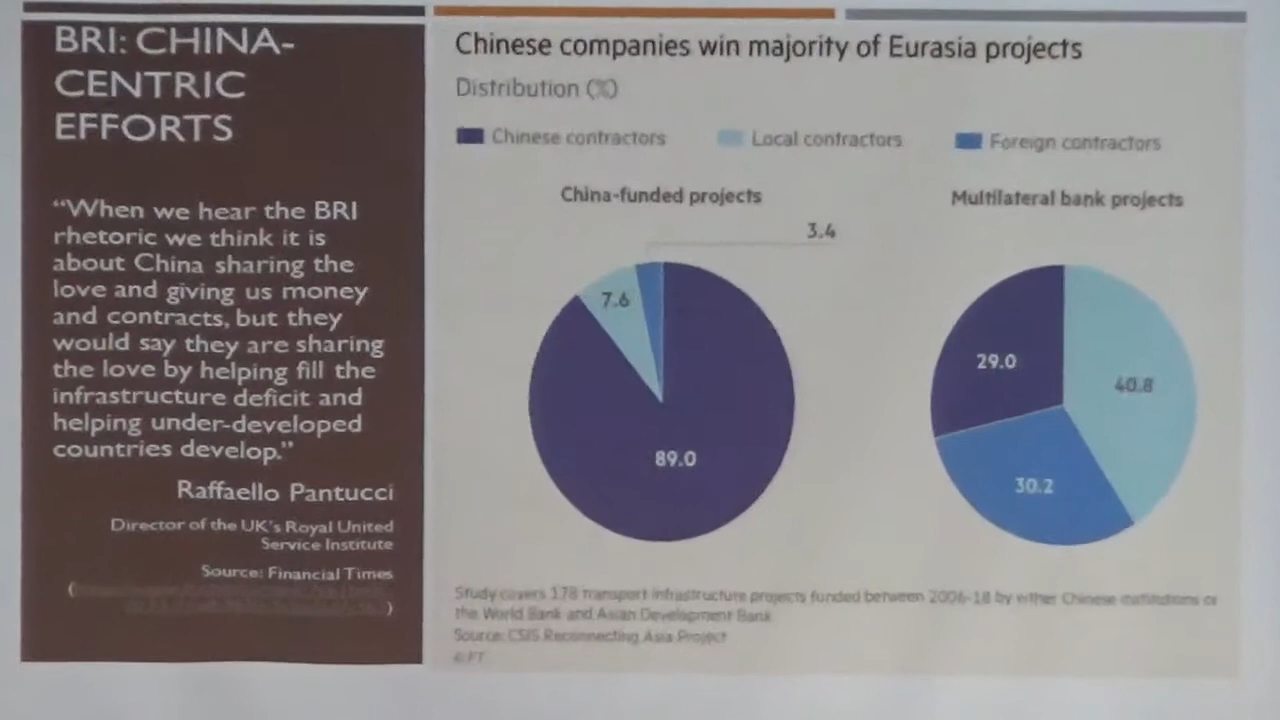 BRI: CHINA-
CENTRIC
EFFORTS
“When we hear the BRI
rhetoric we think it is
about China sharing the
love and giving us money
and contracts, but they
would say they are sharing
the love by helping fill the
infrastructure deficit and
helping under-developed
countries develop.”
Raffaello Pantucci
Director of the UK’s Royal United
Service Institute
Source: Financial Times
(
)
Chinese companies win majority of Eurasia projects
Distribution (%)
Chinese contractors
Local contractors
Foreign contractors
China-funded projects
3.4
7.6
89.0
Multilateral bank projects
29.0
40.8
30.2
Study covers 178 transport infrastructure projects funded between 2006-18 by either Chinese institutions or
the World Bank and Asian Development Bank
Source: CSIS Reconnecting Asia Project
© FT